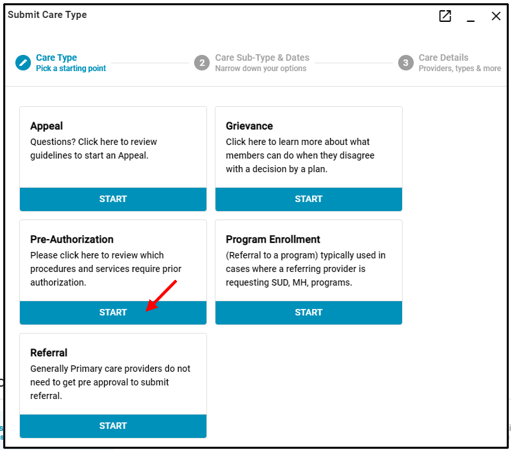 Submit Care Type
Care Type
Pick a starting point
2
Care Sub-Type & Dates
Narrow down your options
3
Care Details
Providers, types & more
Appeal
Questions? Click here to review
guidelines to start an Appeal.
START
Grievance
Click here to learn more about what
members can do when they disagree
with a decision by a plan.
START
Pre-Authorization
Please click here to review which
procedures and services require prior
authorization.
START
Program Enrollment
(Referral to a program) typically used in
cases where a referring provider is
requesting SUD, MH, programs.
START
Referral
Generally Primary care providers do not
need to get pre approval to submit
referral.
START